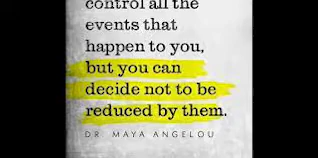 control all the
events that
happen to you,
but you can
decide not to be
reduced by them.
DR. MAYA ANGELOU